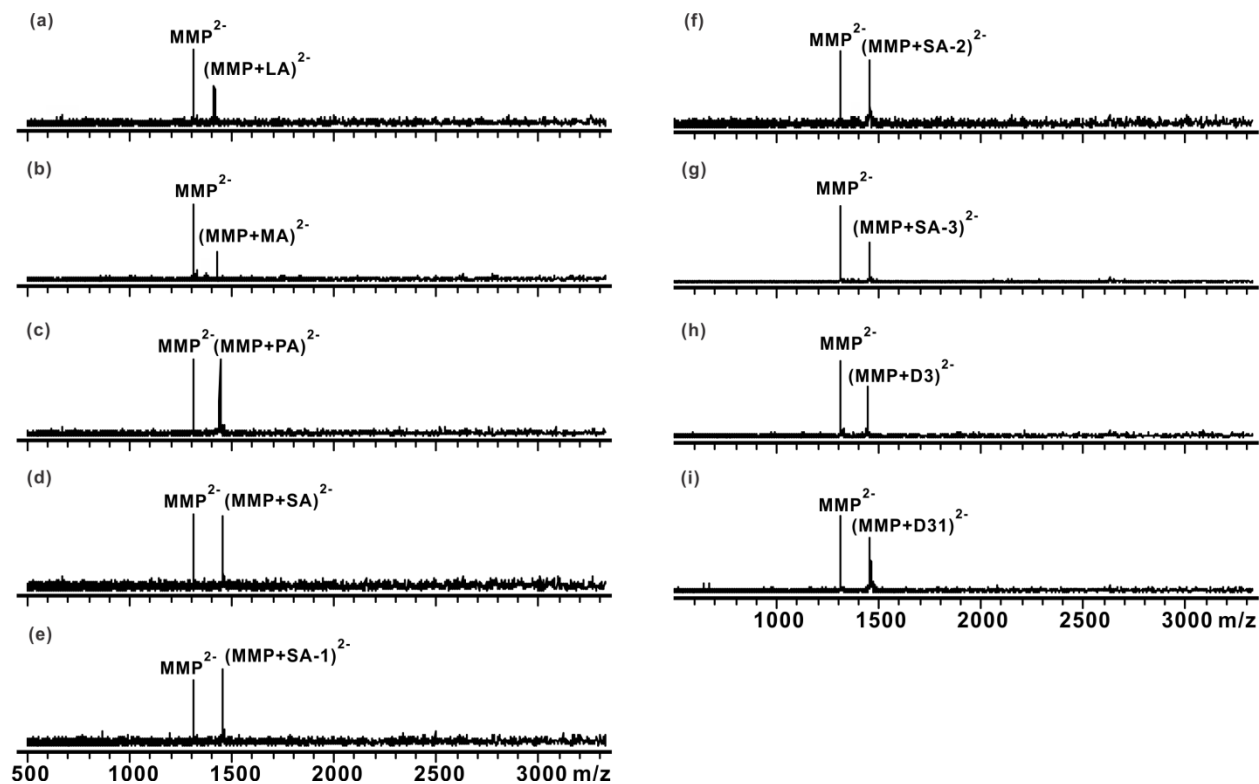 (a)
MMP2-
(MMP+LA)2-
(b)
MMP2-
(MMP+MA)2-
(c)
MMP2- (MMP+PA)2-
(d)
MMP2- (MMP+SA)2-
(e)
MMP2- (MMP+SA-1)2-
500 1000 1500 2000 2500 3000 m/z
(f)
MMP2- (MMP+SA-2)2-
(g)
MMP2-
(MMP+SA-3)2-
(h)
MMP2-
(MMP+D3)2-
(i)
MMP2-
(MMP+D31)2-
1000 1500 2000 2500 3000 m/z